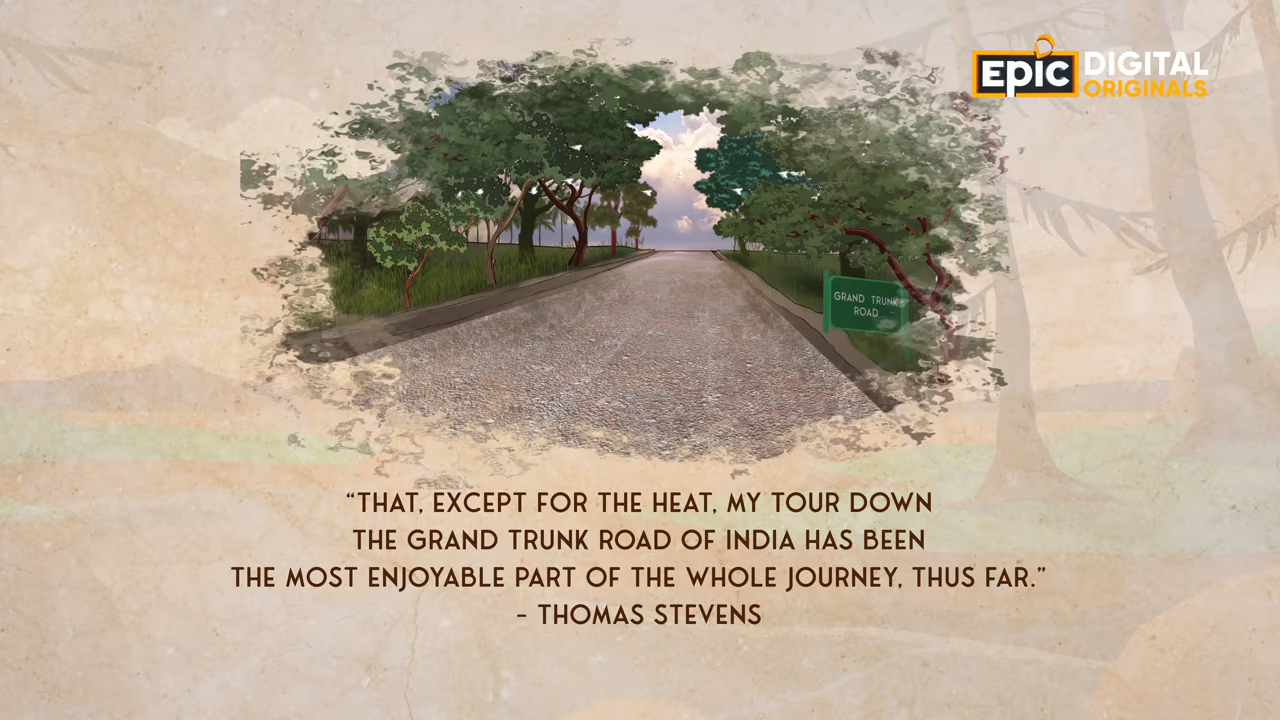 EPIC DIGITAL
ORIGINALS
GRAND TRUNK
ROAD
“THAT, EXCEPT FOR THE HEAT, MY TOUR DOWN
THE GRAND TRUNK ROAD OF INDIA HAS BEEN
THE MOST ENJOYABLE PART OF THE WHOLE JOURNEY, THUS FAR.”
- THOMAS STEVENS